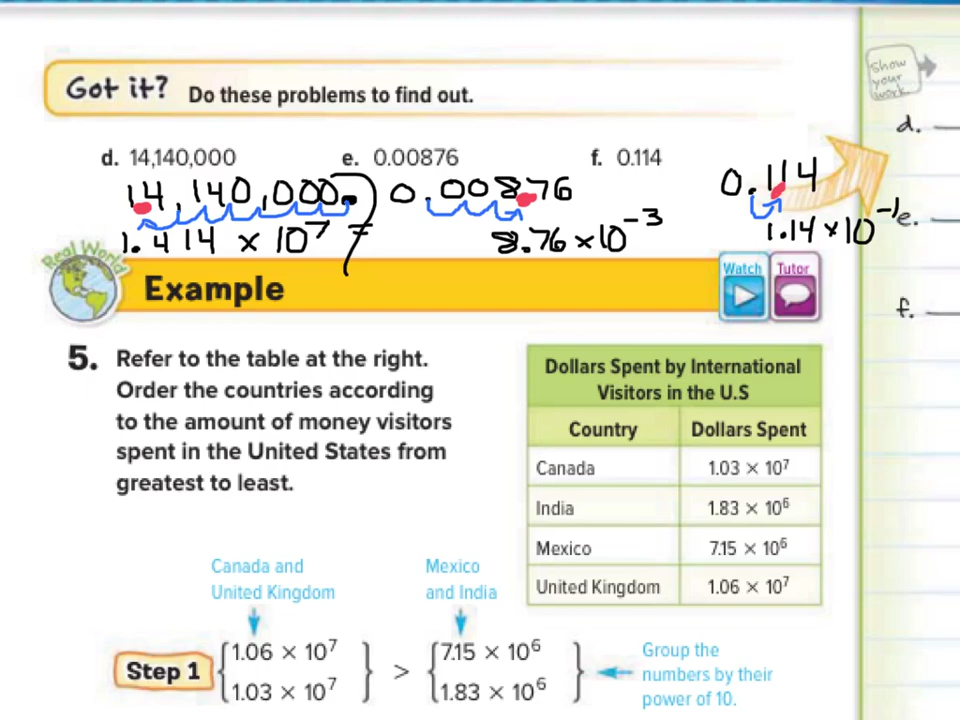 Got it? Do these problems to find out.
Show
your
work.
d. 14,140,000 e. 0.00876 f. 0.114
d.
14,140,000. 0.00876 0.114
1.414 × 10⁷ 8.76 × 10⁻³ 1.14 × 10⁻¹
7
e.
Real World
Example
Watch Tutor
f.
5. Refer to the table at the right.
Order the countries according
to the amount of money visitors
spent in the United States from
greatest to least.
Dollars Spent by International
Visitors in the U.S
Country Dollars Spent
Canada 1.03 × 10⁷
India 1.83 × 10⁶
Mexico 7.15 × 10⁶
United Kingdom 1.06 × 10⁷
Canada and
United Kingdom
Mexico
and India
Step 1 {1.06 × 10⁷ } > {7.15 × 10⁶ }
{1.03 × 10⁷ } {1.83 × 10⁶ }
Group the
numbers by their
power of 10.